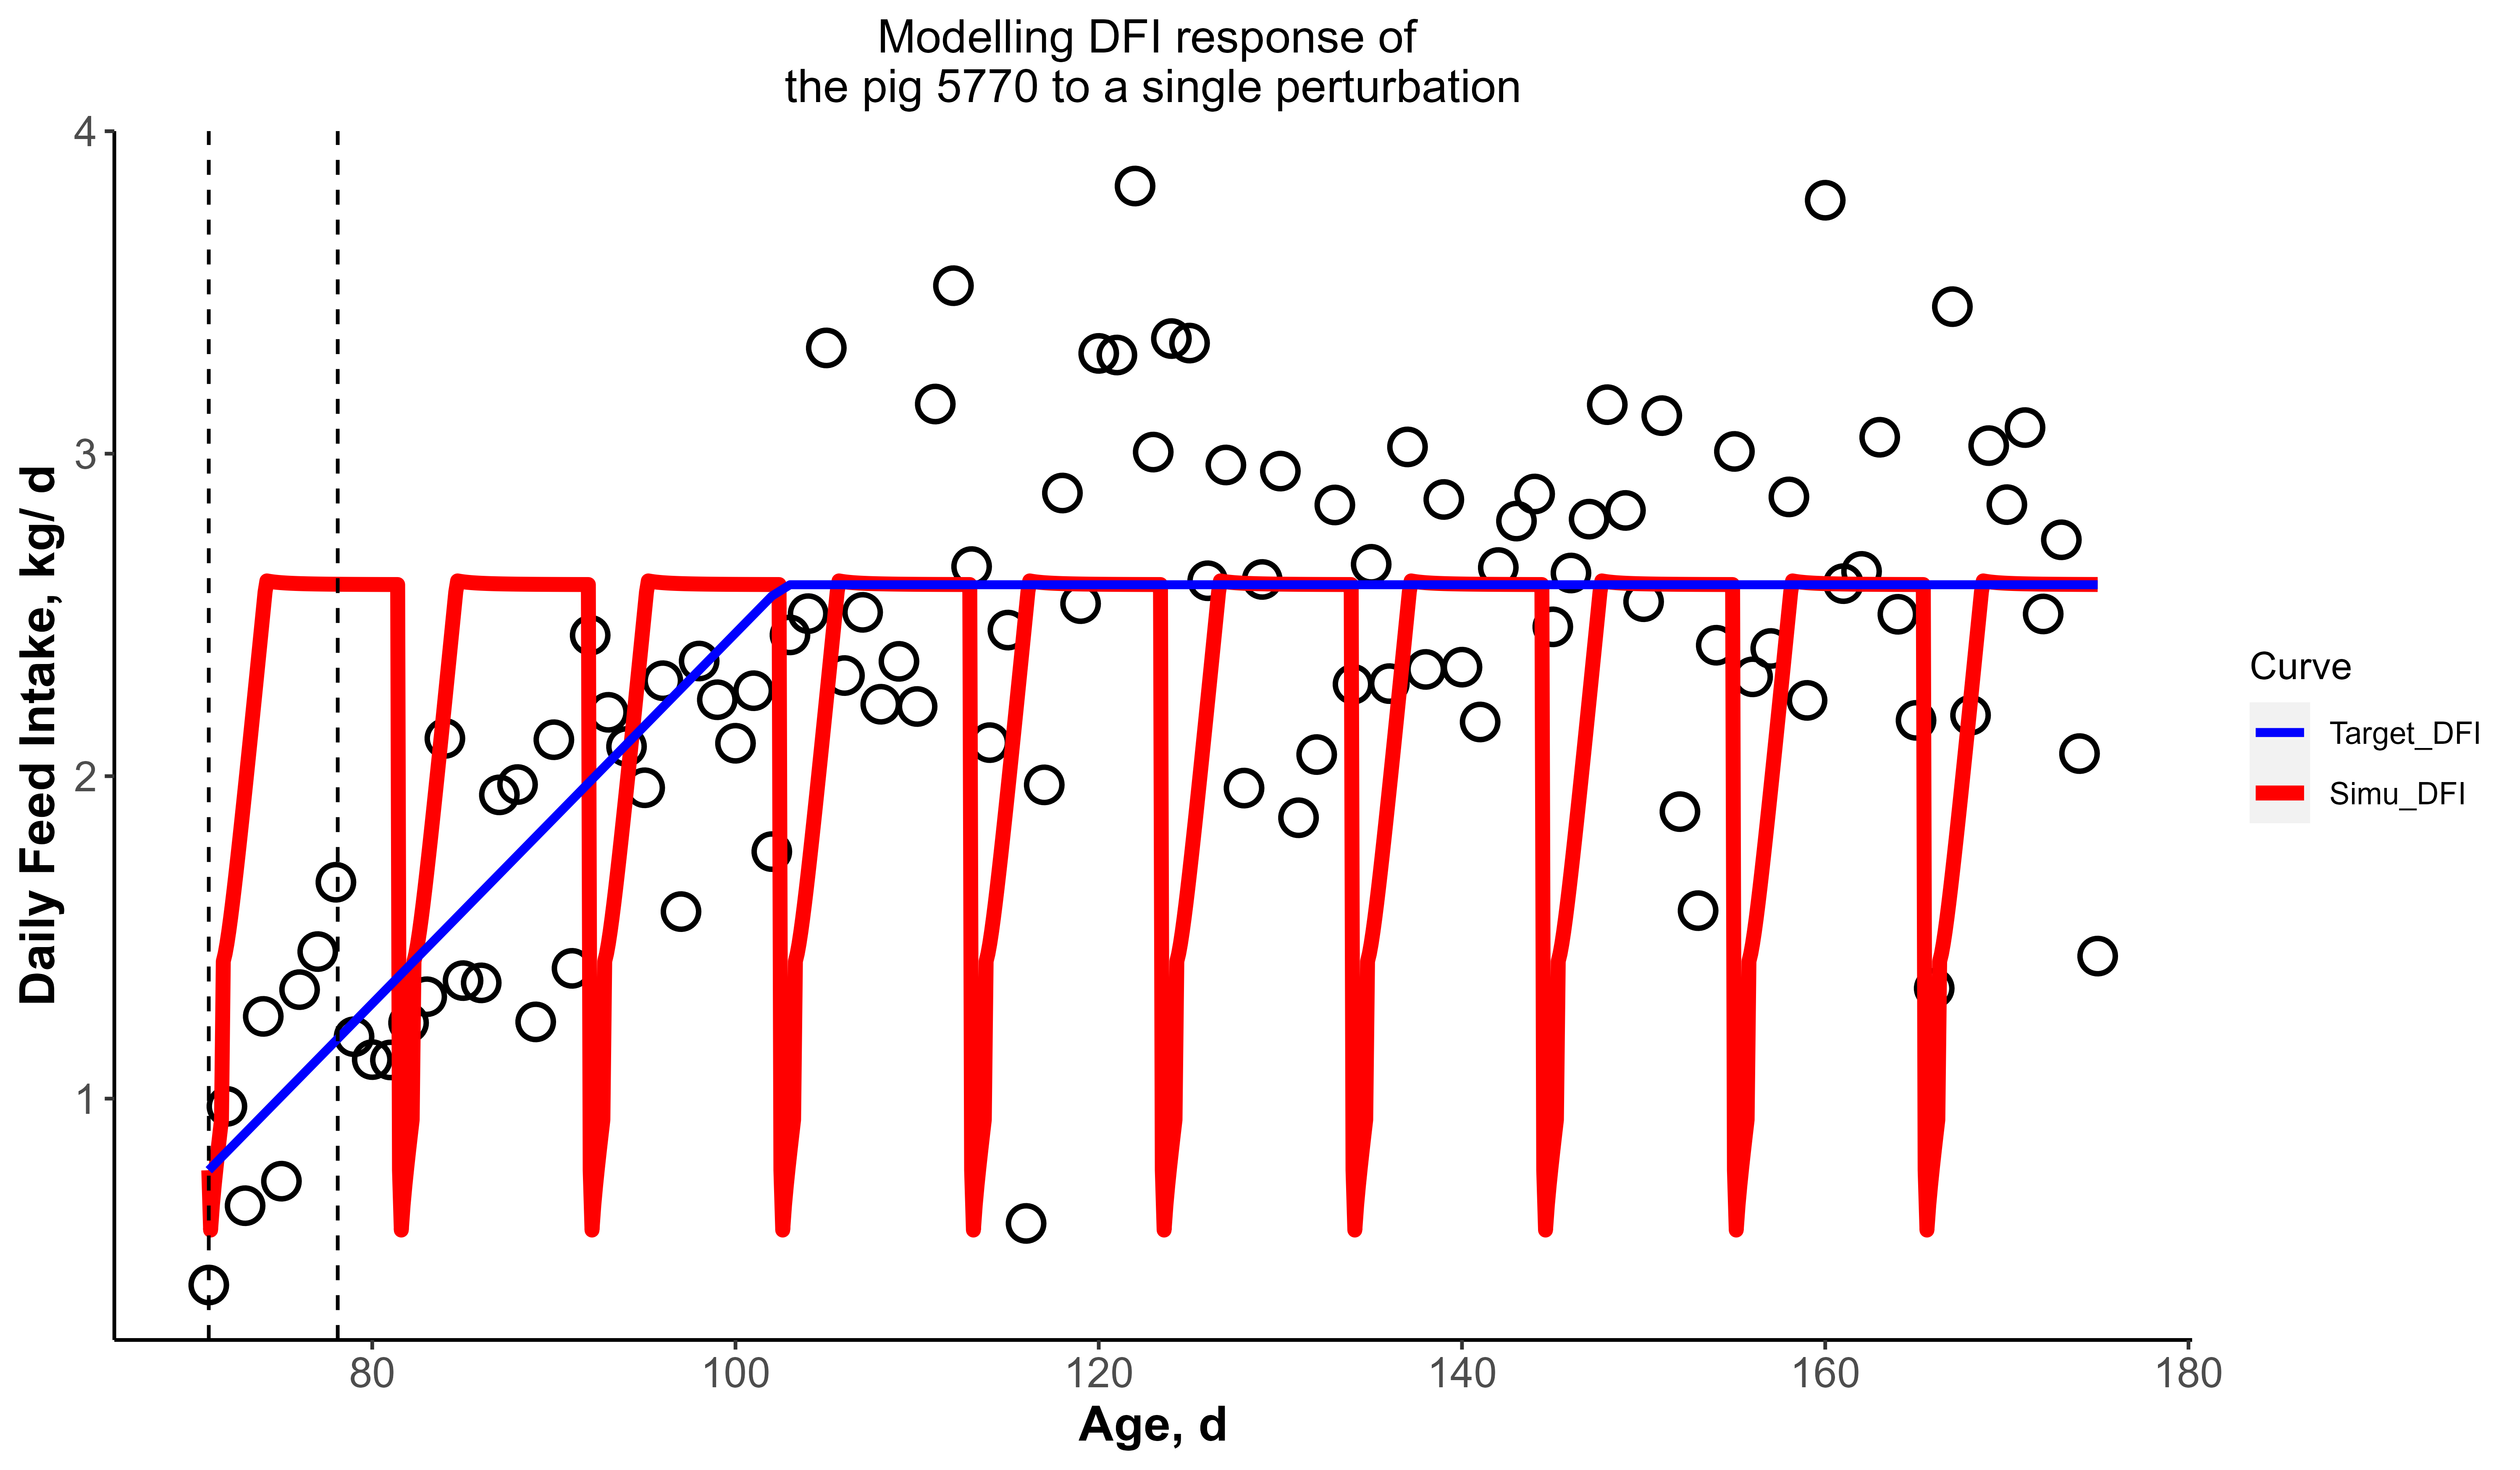 Modelling DFI response of
the pig 5770 to a single perturbation
4
3
2
1
Daily Feed Intake, kg/ d
80 100 120 140 160 180
Age, d
Curve
Target_DFI
Simu_DFI